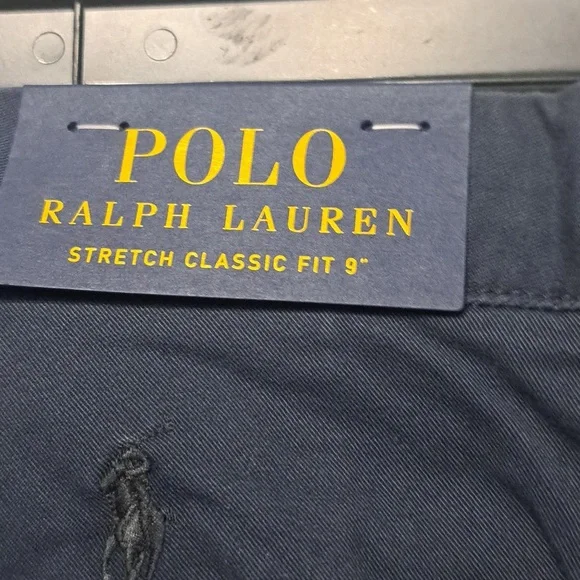 POLO
RALPH LAUREN
STRETCH CLASSIC FIT 9"